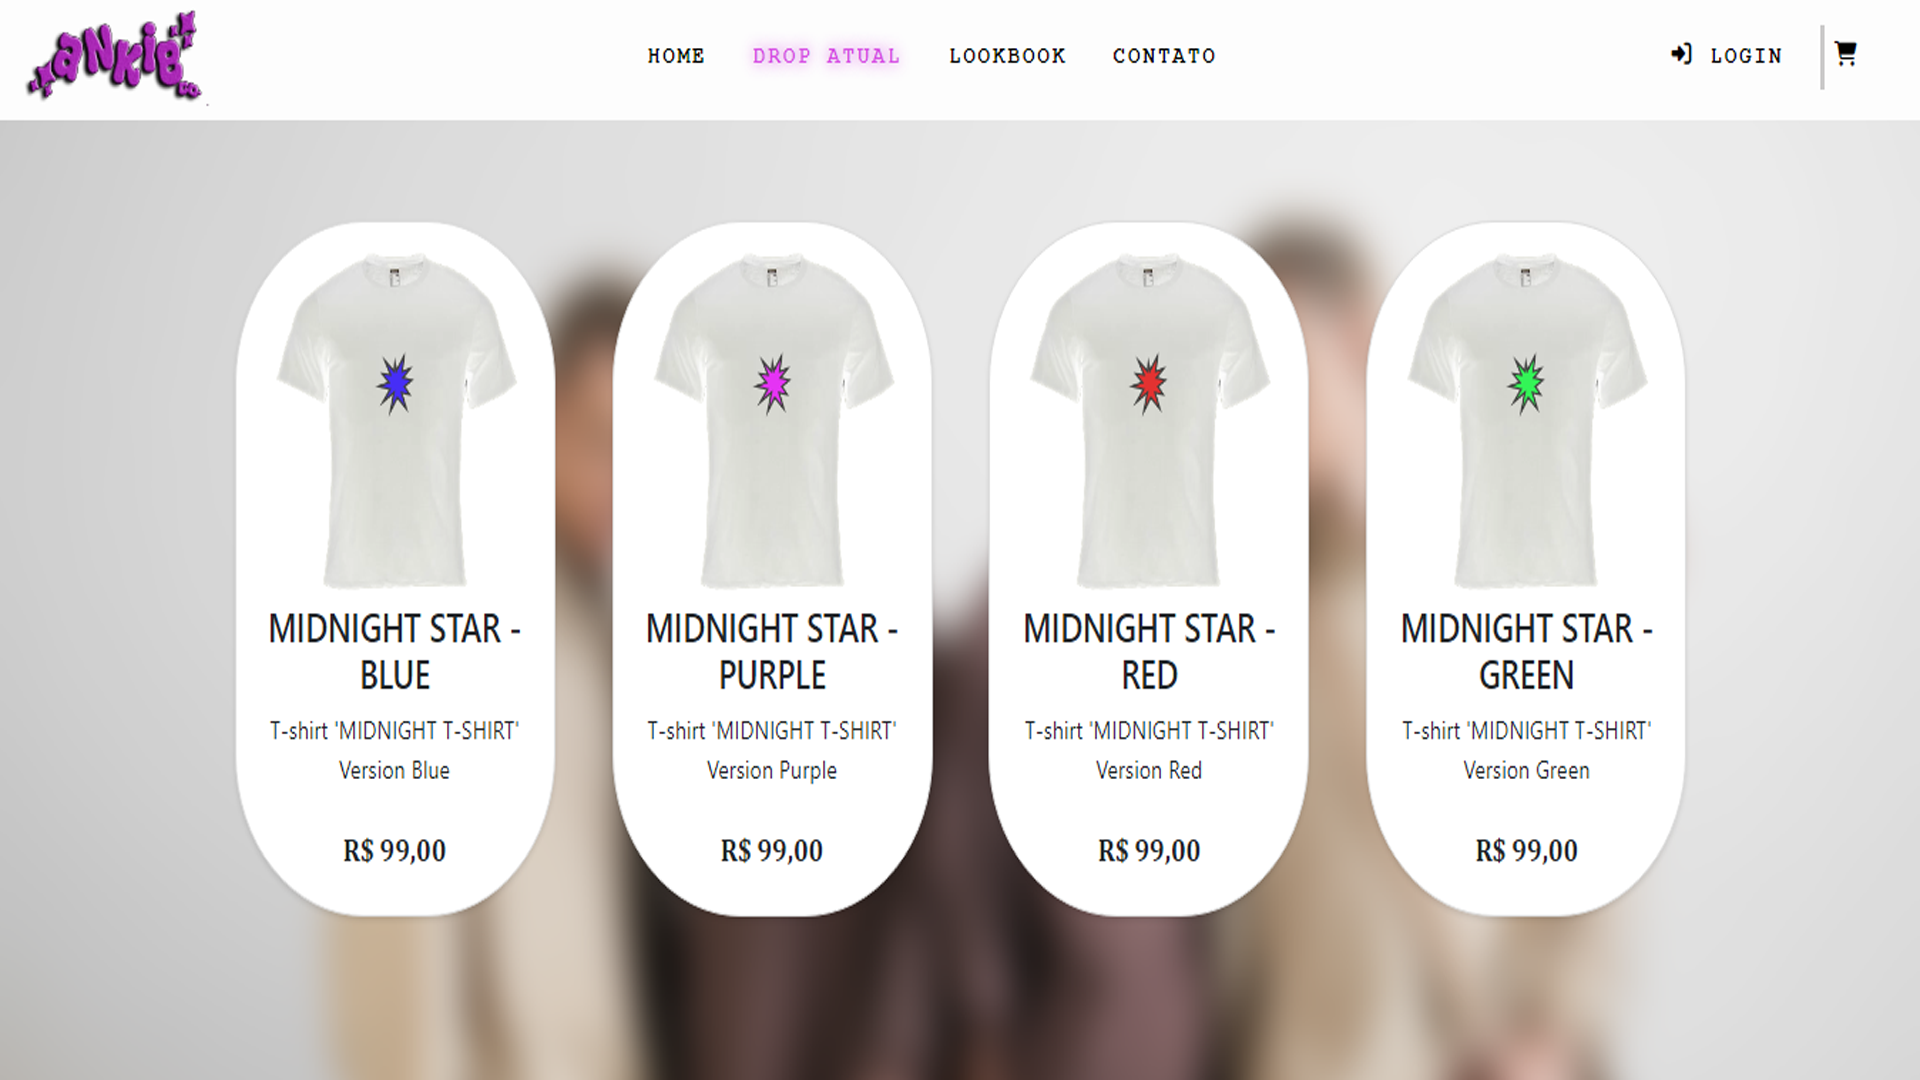 aNKie
co.
HOME
DROP ATUAL
LOOKBOOK
CONTATO
LOGIN
MIDNIGHT STAR -
BLUE
T-shirt 'MIDNIGHT T-SHIRT'
Version Blue
R$ 99,00
MIDNIGHT STAR -
PURPLE
T-shirt 'MIDNIGHT T-SHIRT'
Version Purple
R$ 99,00
MIDNIGHT STAR -
RED
T-shirt 'MIDNIGHT T-SHIRT'
Version Red
R$ 99,00
MIDNIGHT STAR -
GREEN
T-shirt 'MIDNIGHT T-SHIRT'
Version Green
R$ 99,00